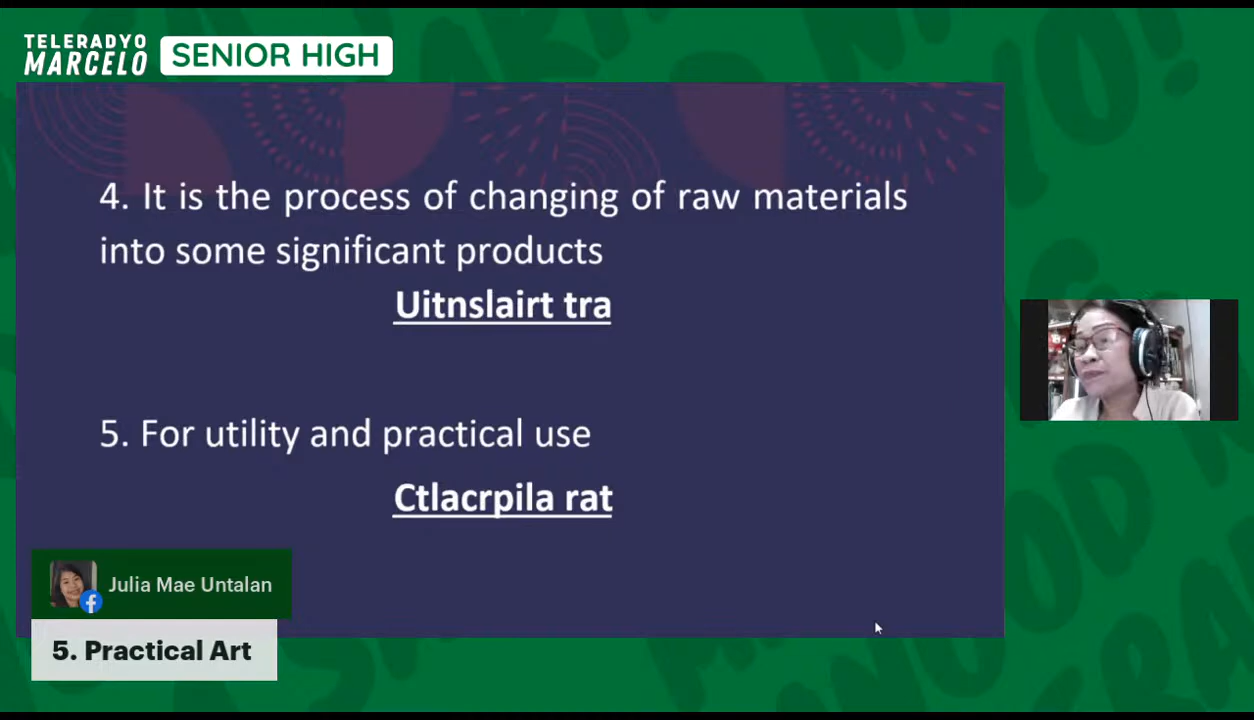 TELERADYO
MARCELO
SENIOR HIGH
4. It is the process of changing of raw materials
into some significant products
Uitnslairt tra
5. For utility and practical use
Ctlacrpila rat
Julia Mae Untalan
5. Practical Art